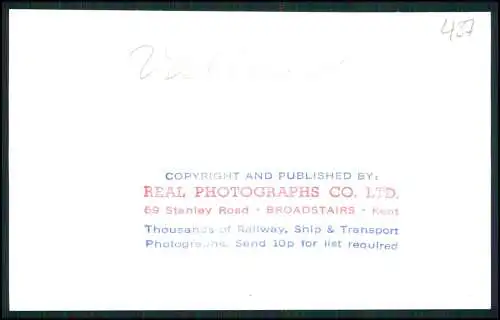 437
COPYRIGHT AND PUBLISHED BY:
REAL PHOTOGRAPHS CO. LTD.
69 Stanley Road · BROADSTAIRS · Kent
Thousands of Railway, Ship & Transport
Photographs. Send 10p for list required